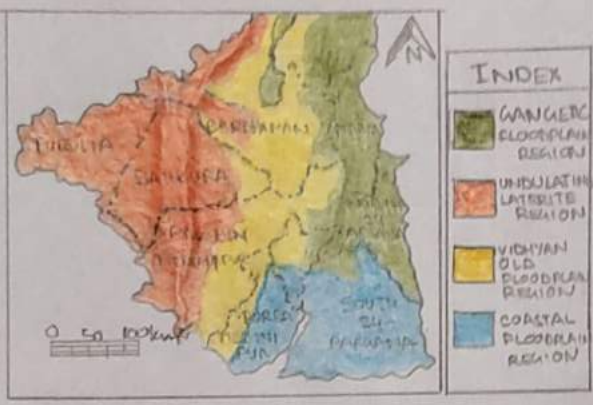 N
BARDHAMAN
PURULIA
BANKURA
SOUTH
24
PARGANA
0 50 100km
INDEX
GANGETIC
FLOODPLAIN
REGION
UNDULATING
LATERITE
REGION
VIDHYAN
OLD
FLOODPLAIN
REGION
COASTAL
FLOODPLAIN
REGION